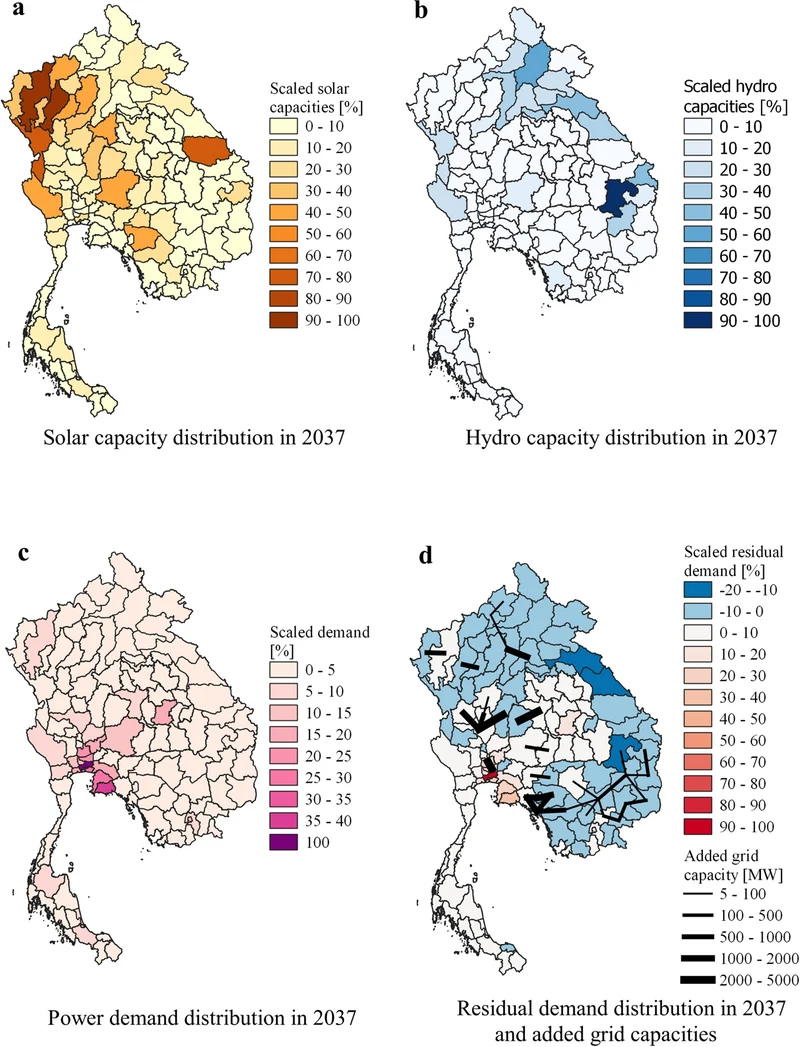 a
Scaled solar
capacities [%]
0 - 10
10 - 20
20 - 30
30 - 40
40 - 50
50 - 60
60 - 70
70 - 80
80 - 90
90 - 100
Solar capacity distribution in 2037
b
Scaled hydro
capacities [%]
0 - 10
10 - 20
20 - 30
30 - 40
40 - 50
50 - 60
60 - 70
70 - 80
80 - 90
90 - 100
Hydro capacity distribution in 2037
c
Scaled demand
[%]
0 - 5
5 - 10
10 - 15
15 - 20
20 - 25
25 - 30
30 - 35
35 - 40
100
Power demand distribution in 2037
d
Scaled residual
demand [%]
-20 - -10
-10 - 0
0 - 10
10 - 20
20 - 30
30 - 40
40 - 50
50 - 60
60 - 70
70 - 80
80 - 90
90 - 100
Added grid
capacity [MW]
5 - 100
100 - 500
500 - 1000
1000 - 2000
2000 - 5000
Residual demand distribution in 2037
and added grid capacities